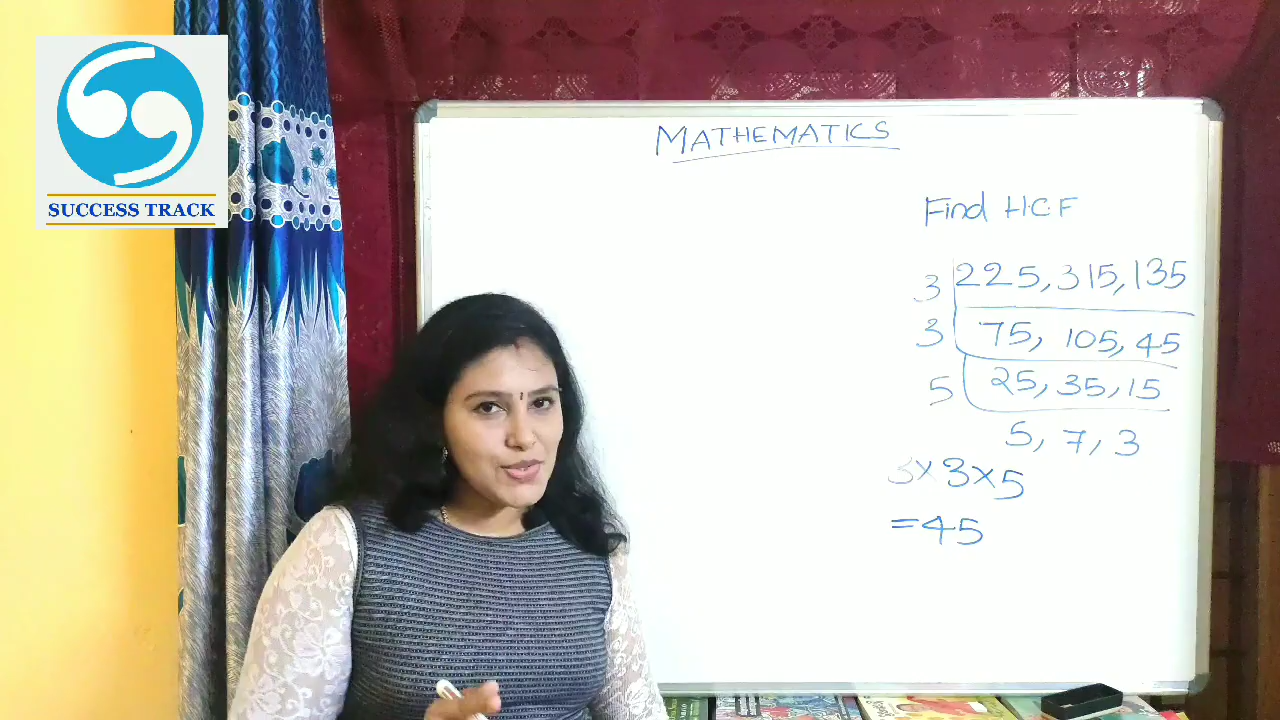 SUCCESS TRACK
MATHEMATICS
Find HCF
3 225, 315, 135
3 75, 105, 45
5 25, 35, 15
5, 7, 3
3×3×5
=45